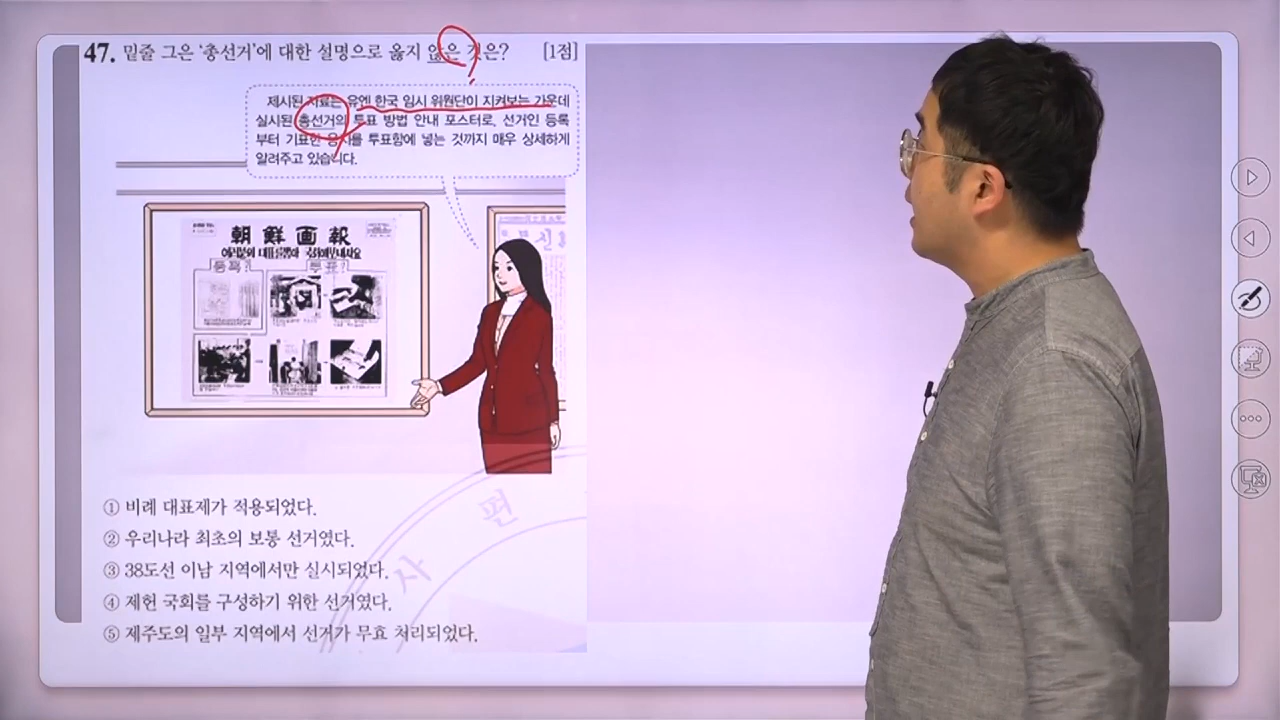 47. 밑줄 그은 '총선거'에 대한 설명으로 옳지 않은 것은? [1점]
제시된 자료는 유엔 한국 임시 위원단이 지켜보는 가운데
실시된 총선거의 투표 방법 안내 포스터로, 선거인 등록
부터 기표한 용지를 투표함에 넣는 것까지 매우 상세하게
알려주고 있습니다.
朝鮮画報
등록?
투표?
① 비례 대표제가 적용되었다.
② 우리나라 최초의 보통 선거였다.
③ 38도선 이남 지역에서만 실시되었다.
④ 제헌 국회를 구성하기 위한 선거였다.
⑤ 제주도의 일부 지역에서 선거가 무효 처리되었다.
사 편